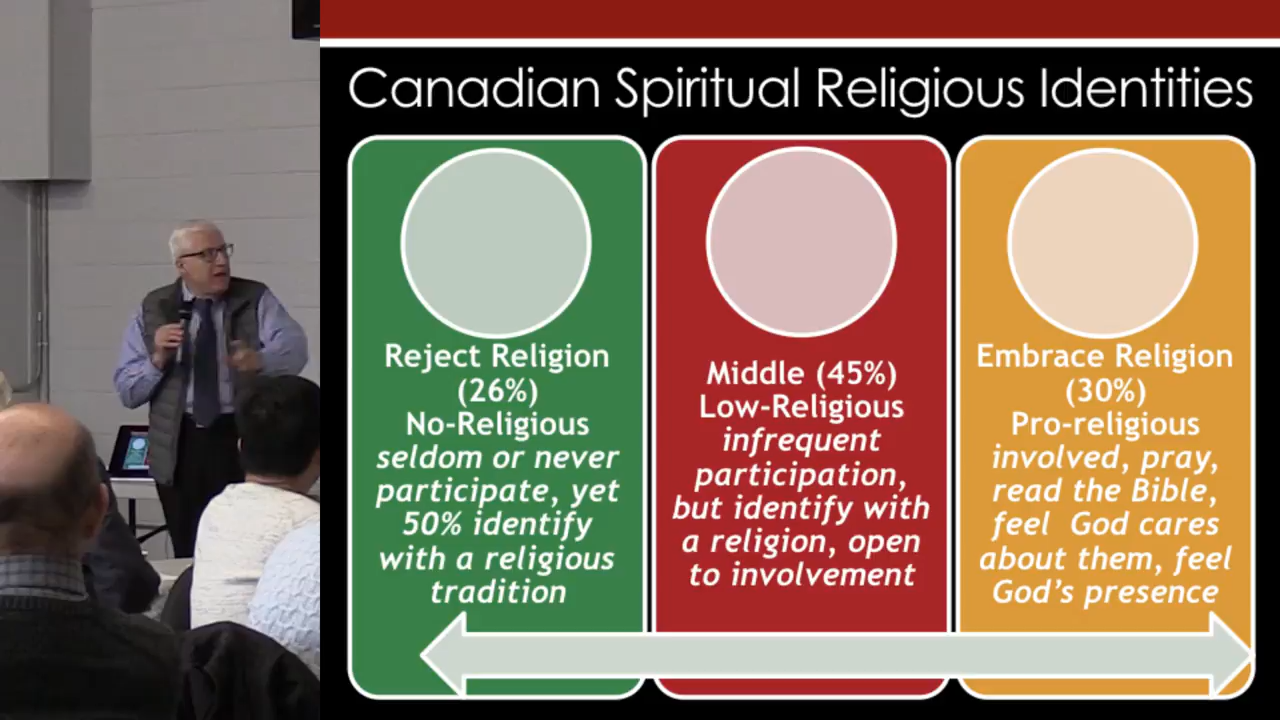 Canadian Spiritual Religious Identities
Reject Religion
(26%)
No-Religious
seldom or never
participate, yet
50% identify
with a religious
tradition
Middle (45%)
Low-Religious
infrequent
participation,
but identify with
a religion, open
to involvement
Embrace Religion
(30%)
Pro-religious
involved, pray,
read the Bible,
feel God cares
about them, feel
God's presence